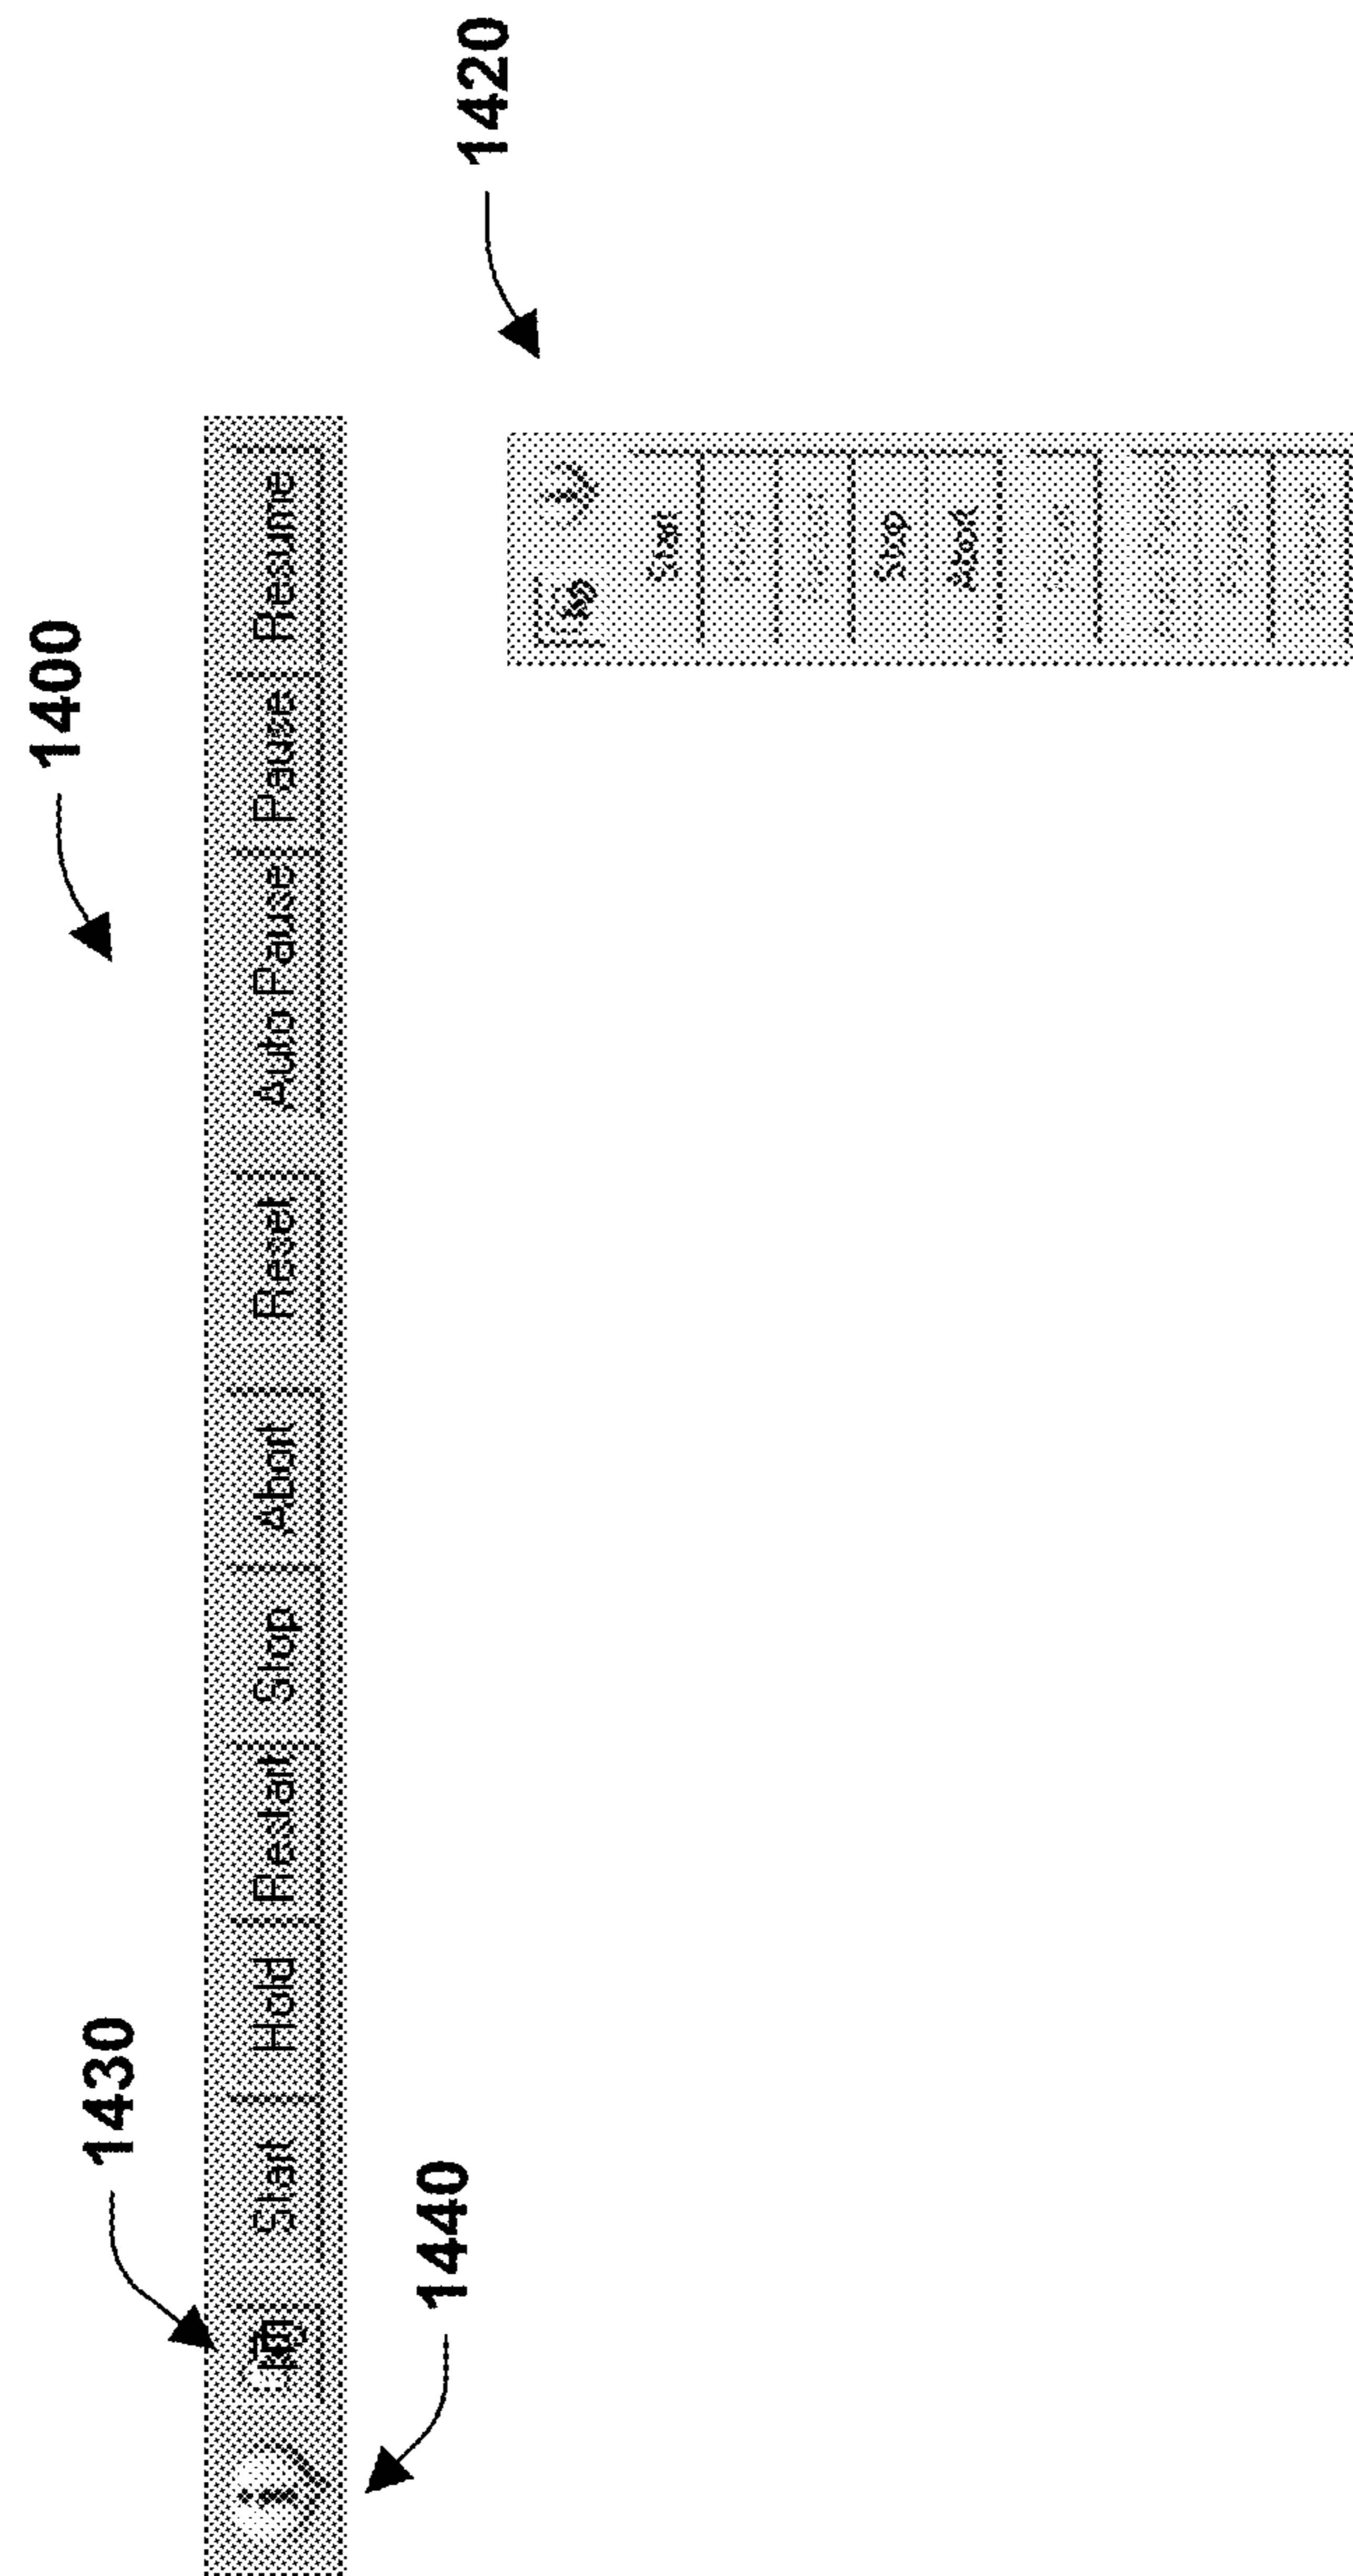 1400
1430
Start Hold Restart Stop Abort Reset Auto Pause Pause Resume
1440
1420
Start
Stop
Abort